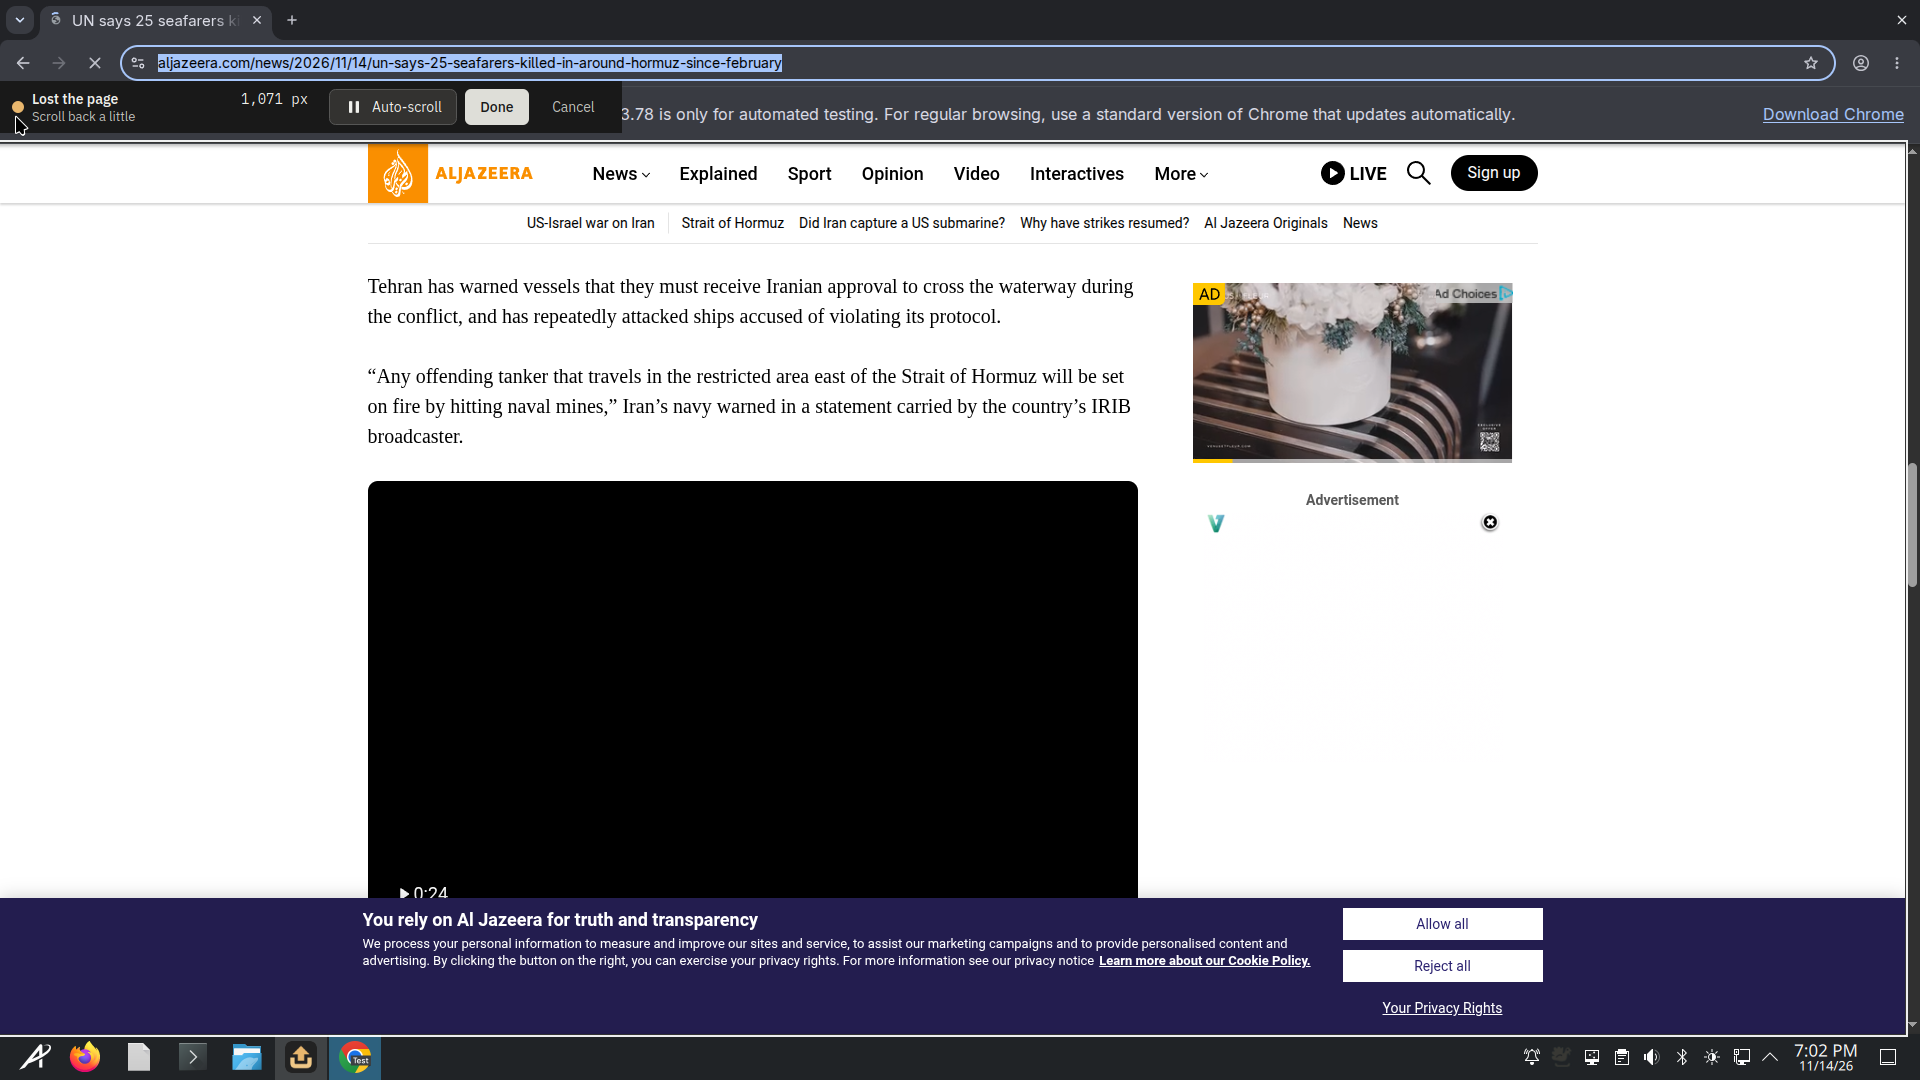 UN says 25 seafarers k
aljazeera.com/news/2026/11/14/un-says-25-seafarers-killed-in-around-hormuz-since-february
Lost the page
Scroll back a little
1,071 px
Auto-scroll
Done
Cancel
3.78 is only for automated testing. For regular browsing, use a standard version of Chrome that updates automatically.
Download Chrome
ALJAZEERA
News
Explained
Sport
Opinion
Video
Interactives
More
LIVE
Sign up
US-Israel war on Iran
Strait of Hormuz
Did Iran capture a US submarine?
Why have strikes resumed?
Al Jazeera Originals
News
Tehran has warned vessels that they must receive Iranian approval to cross the waterway during
the conflict, and has repeatedly attacked ships accused of violating its protocol.
“Any offending tanker that travels in the restricted area east of the Strait of Hormuz will be set
on fire by hitting naval mines,” Iran’s navy warned in a statement carried by the country’s IRIB
broadcaster.
AD
Ad Choices
Advertisement
0:24
You rely on Al Jazeera for truth and transparency
We process your personal information to measure and improve our sites and service, to assist our marketing campaigns and to provide personalised content and
advertising. By clicking the button on the right, you can exercise your privacy rights. For more information see our privacy notice Learn more about our Cookie Policy.
Allow all
Reject all
Your Privacy Rights
Test
7:02 PM
11/14/26